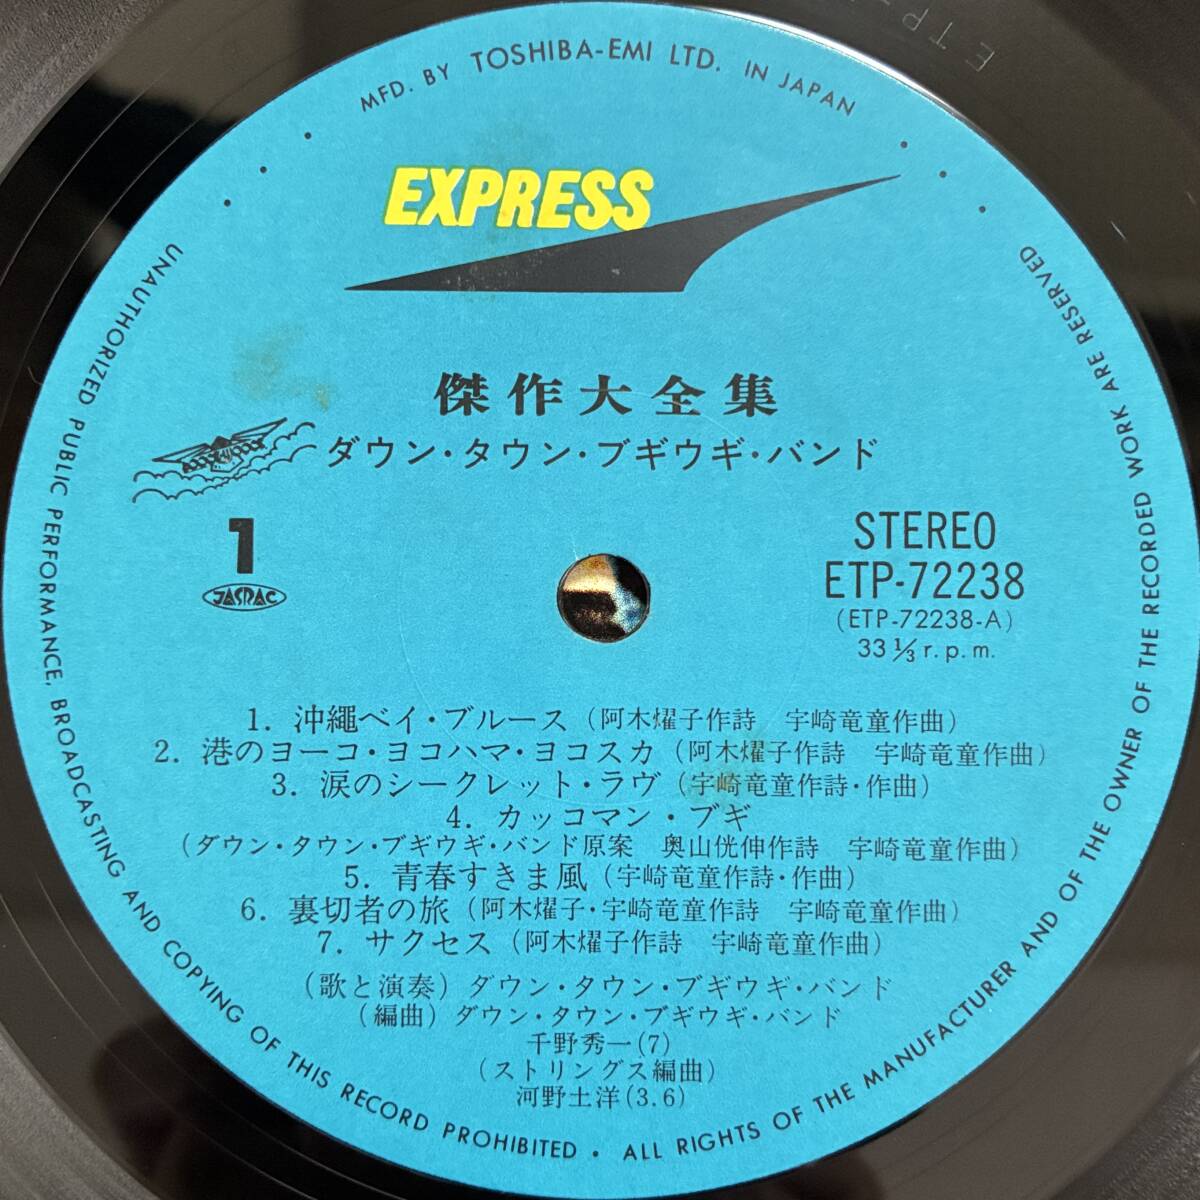 MFD. BY TOSHIBA-EMI LTD. IN JAPAN
EXPRESS
傑作大全集
ダウン・タウン・ブギウギ・バンド
1
JASRAC
STEREO
ETP-72238
(ETP-72238-A)
33 1/3 r.p.m.
1. 沖繩ベイ・ブルース (阿木燿子作詩 宇崎竜童作曲)
2. 港のヨーコ・ヨコハマ・ヨコスカ (阿木燿子作詩 宇崎竜童作曲)
3. 涙のシークレット・ラヴ (宇崎竜童作詩・作曲)
4. カッコマン・ブギ
(ダウン・タウン・ブギウギ・バンド原案 奥山侊伸作詩 宇崎竜童作曲)
5. 青春すきま風 (宇崎竜童作詩・作曲)
6. 裏切者の旅 (阿木燿子・宇崎竜童作詩 宇崎竜童作曲)
7. サクセス (阿木燿子作詩 宇崎竜童作曲)
(歌と演奏) ダウン・タウン・ブギウギ・バンド
(編曲) ダウン・タウン・ブギウギ・バンド
千野秀一(7)
(ストリングス編曲)
河野土洋(3.6)
UNAUTHORIZED PUBLIC PERFORMANCE, BROADCASTING AND COPYING OF THIS RECORD PROHIBITED • ALL RIGHTS OF THE MANUFACTURER AND OF THE OWNER OF THE RECORDED WORK ARE RESERVED